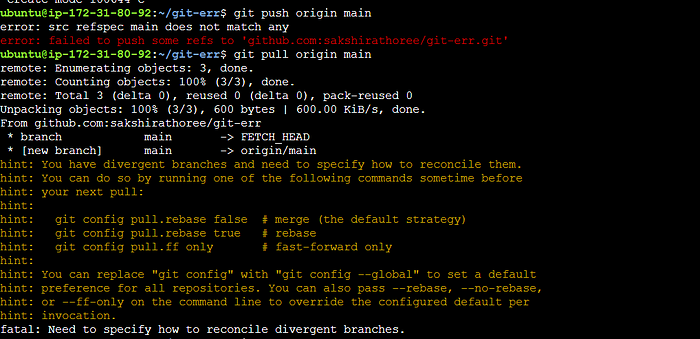 ubuntu@ip-172-31-80-92:~/git-err$ git push origin main
error: src refspec main does not match any
error: failed to push some refs to 'github.com:sakshirathoree/git-err.git'
ubuntu@ip-172-31-80-92:~/git-err$ git pull origin main
remote: Enumerating objects: 3, done.
remote: Counting objects: 100% (3/3), done.
remote: Total 3 (delta 0), reused 0 (delta 0), pack-reused 0
Unpacking objects: 100% (3/3), 600 bytes | 600.00 KiB/s, done.
From github.com:sakshirathoree/git-err
 * branch            main       -> FETCH_HEAD
 * [new branch]      main       -> origin/main
hint: You have divergent branches and need to specify how to reconcile them.
hint: You can do so by running one of the following commands sometime before
hint: your next pull:
hint:
hint:   git config pull.rebase false  # merge (the default strategy)
hint:   git config pull.rebase true   # rebase
hint:   git config pull.ff only       # fast-forward only
hint:
hint: You can replace "git config" with "git config --global" to set a default
hint: preference for all repositories. You can also pass --rebase, --no-rebase,
hint: or --ff-only on the command line to override the configured default per
hint: invocation.
fatal: Need to specify how to reconcile divergent branches.